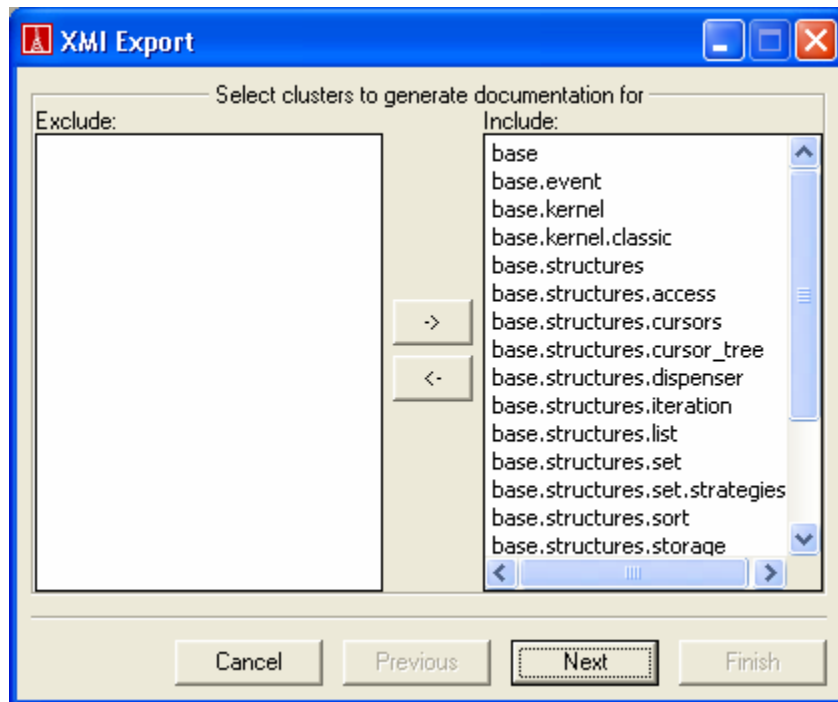 XMI Export
Select clusters to generate documentation for
Exclude:
Include:
base
base.event
base.kernel
base.kernel.classic
base.structures
base.structures.access
base.structures.cursors
base.structures.cursor_tree
base.structures.dispenser
base.structures.iteration
base.structures.list
base.structures.set
base.structures.set.strategies
base.structures.sort
base.structures.storage
->
<-
Cancel
Previous
Next
Finish